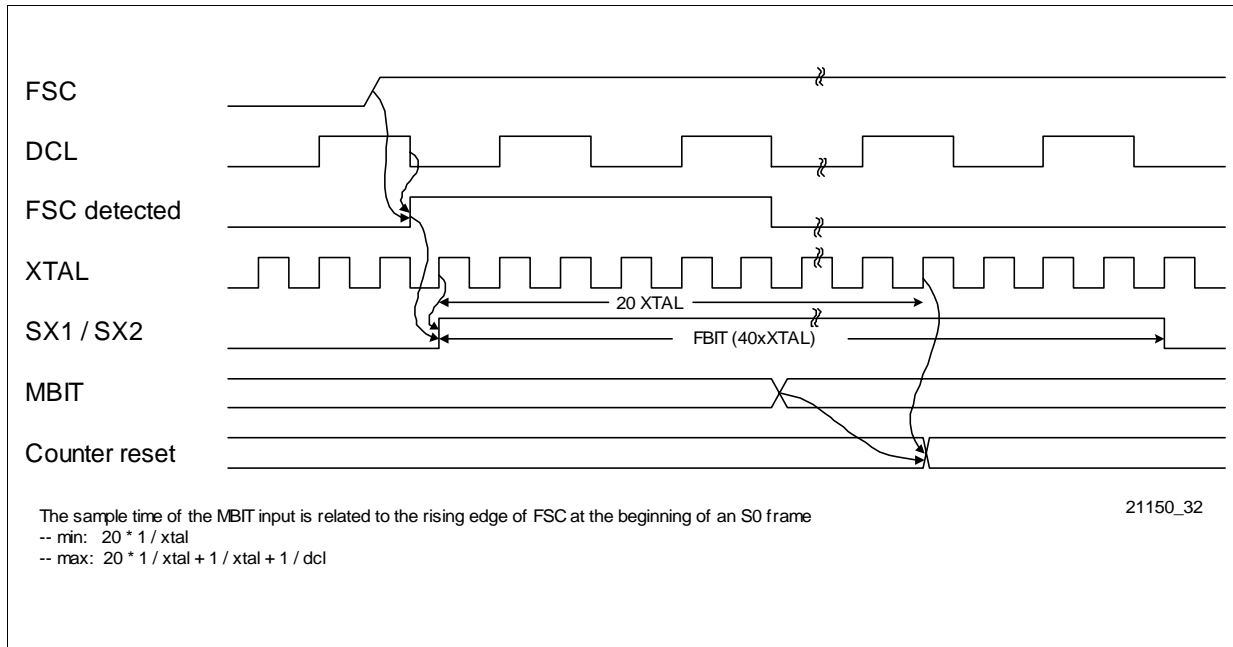 FSC
DCL
FSC detected
XTAL
20 XTAL
SX1 / SX2
FBIT (40xXTAL)
MBIT
Counter reset
The sample time of the MBIT input is related to the rising edge of FSC at the beginning of an S0 frame
21150_32
-- min: 20 * 1 / xtal
-- max: 20 * 1 / xtal + 1 / xtal + 1 / dcl